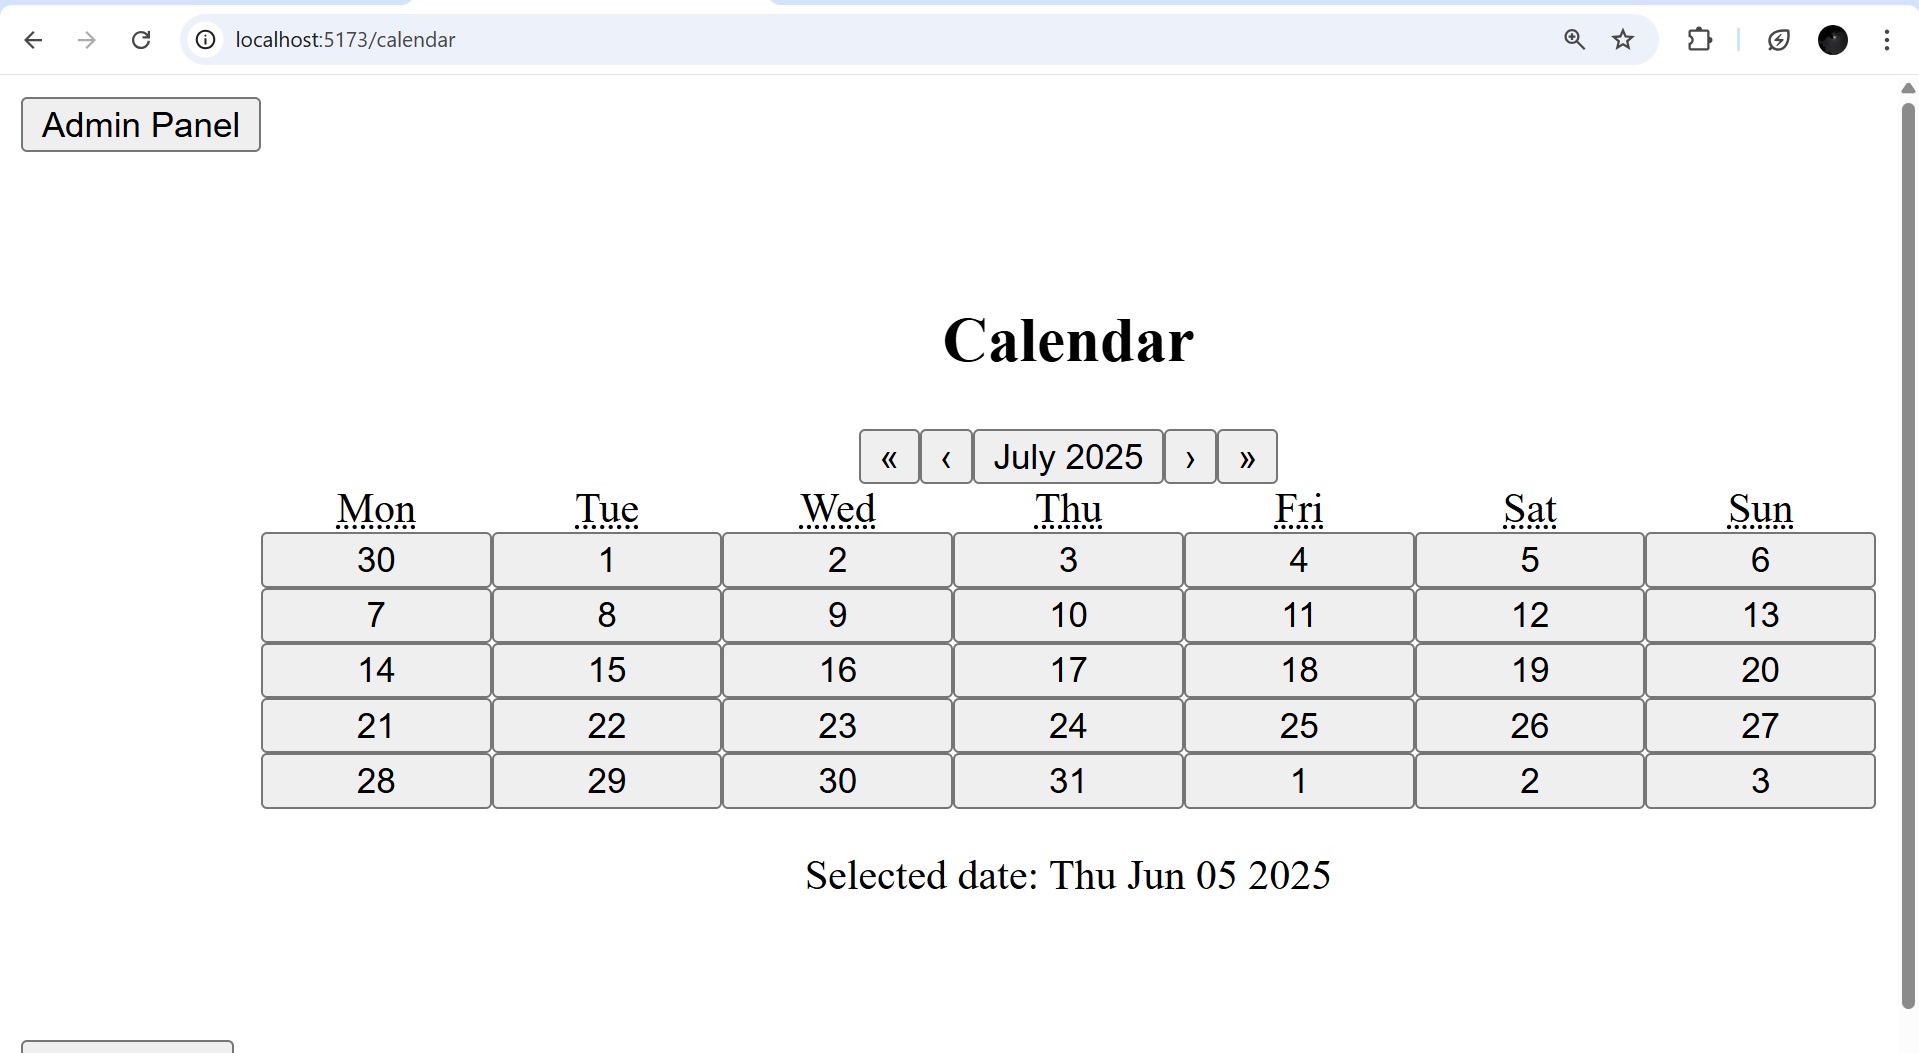 localhost:5173/calendar
Admin Panel
Calendar
« ‹ July 2025 › »
Mon Tue Wed Thu Fri Sat Sun
30 1 2 3 4 5 6
7 8 9 10 11 12 13
14 15 16 17 18 19 20
21 22 23 24 25 26 27
28 29 30 31 1 2 3
Selected date: Thu Jun 05 2025